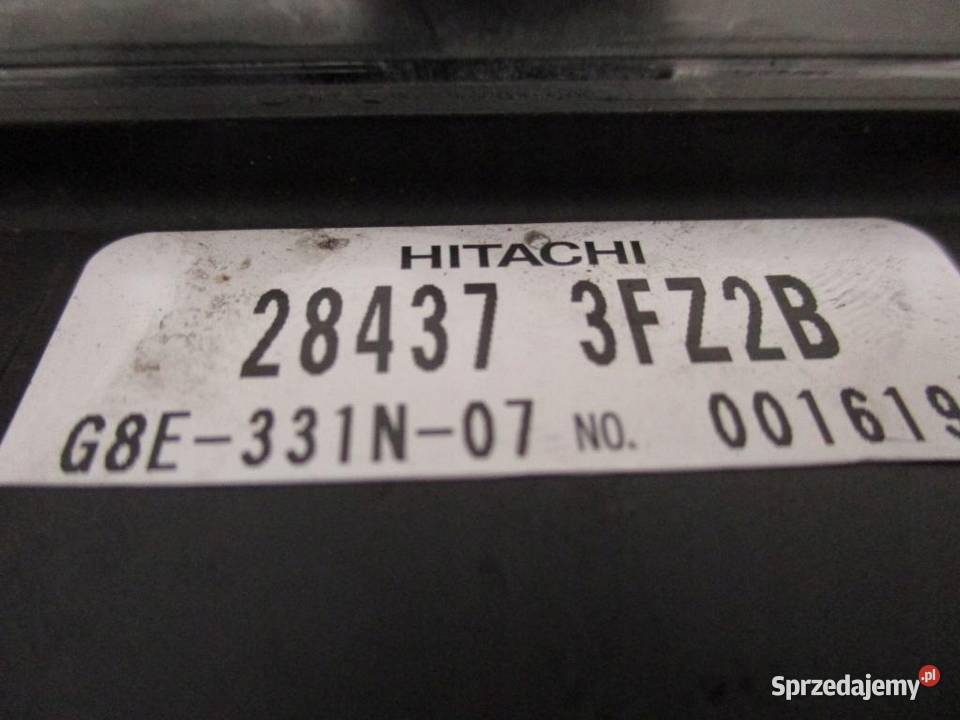 HITACHI
28437 3FZ2B
G8E-331N-07 NO. 001619
Sprzedajemy.pl